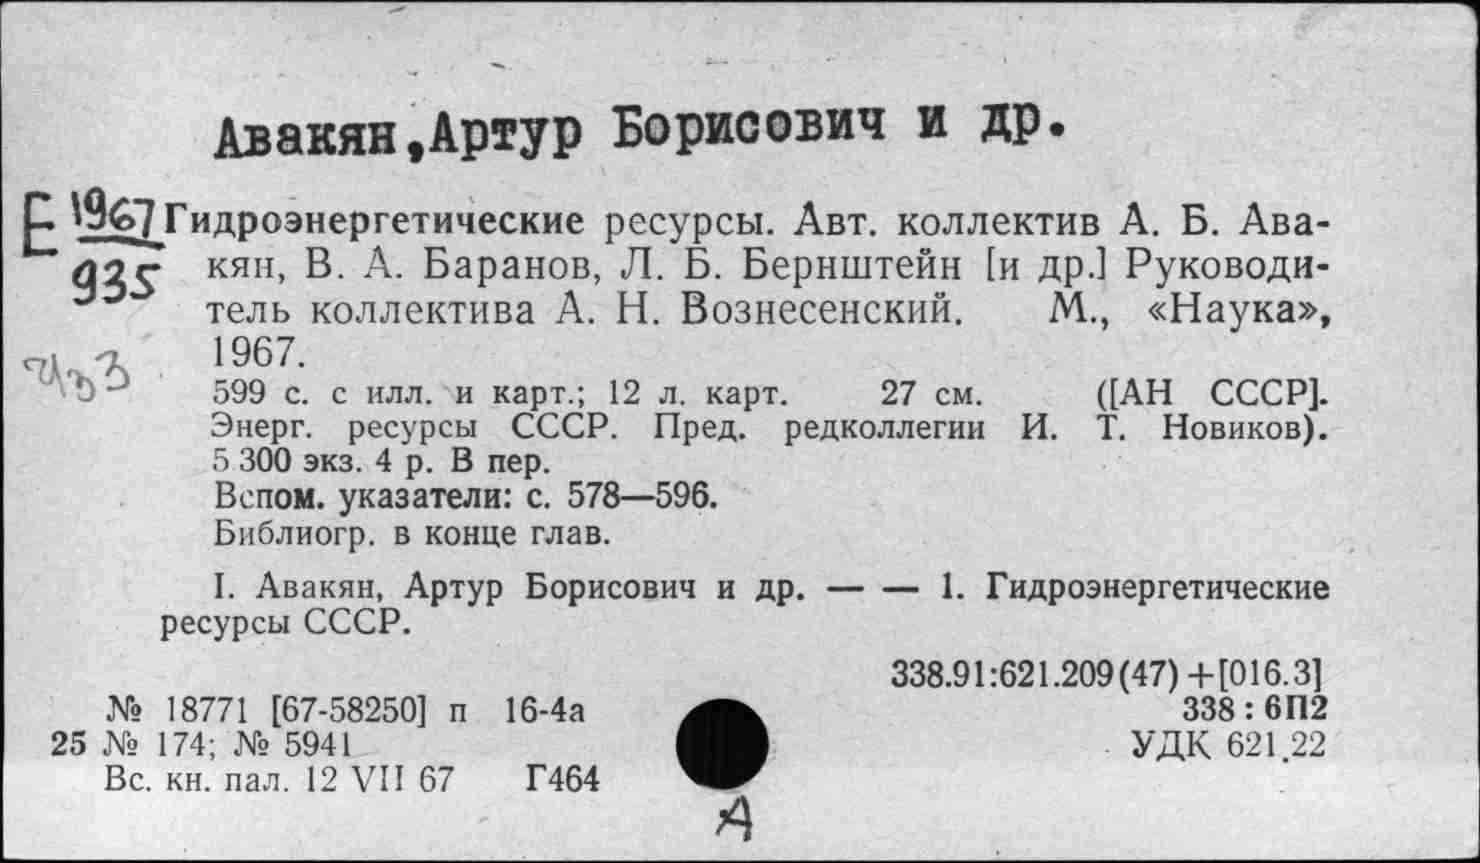 Авакян,Артур Борисович и др.
Е 1967 Гидроэнергетические ресурсы. Авт. коллектив А. Б. Ава-
935 кян, В. А. Баранов, Л. Б. Бернштейн [и др.] Руководи-
тель коллектива А. Н. Вознесенский. М., «Наука»,
1967.
599 с. с илл. и карт.; 12 л. карт. 27 см. ([АН СССР].
Энерг. ресурсы СССР. Пред. редколлегии И. Т. Новиков).
5 300 экз. 4 р. В пер.
Вспом. указатели: с. 578—596.
Библиогр. в конце глав.
I. Авакян, Артур Борисович и др. — — 1. Гидроэнергетические
ресурсы СССР.
338.91:621.209(47)+[016.3]
№ 18771 [67-58250] п 16-4а 338 : 6П2
25 № 174; № 5941 УДК 621.22
Вс. кн. пал. 12 VII 67 Г464
А